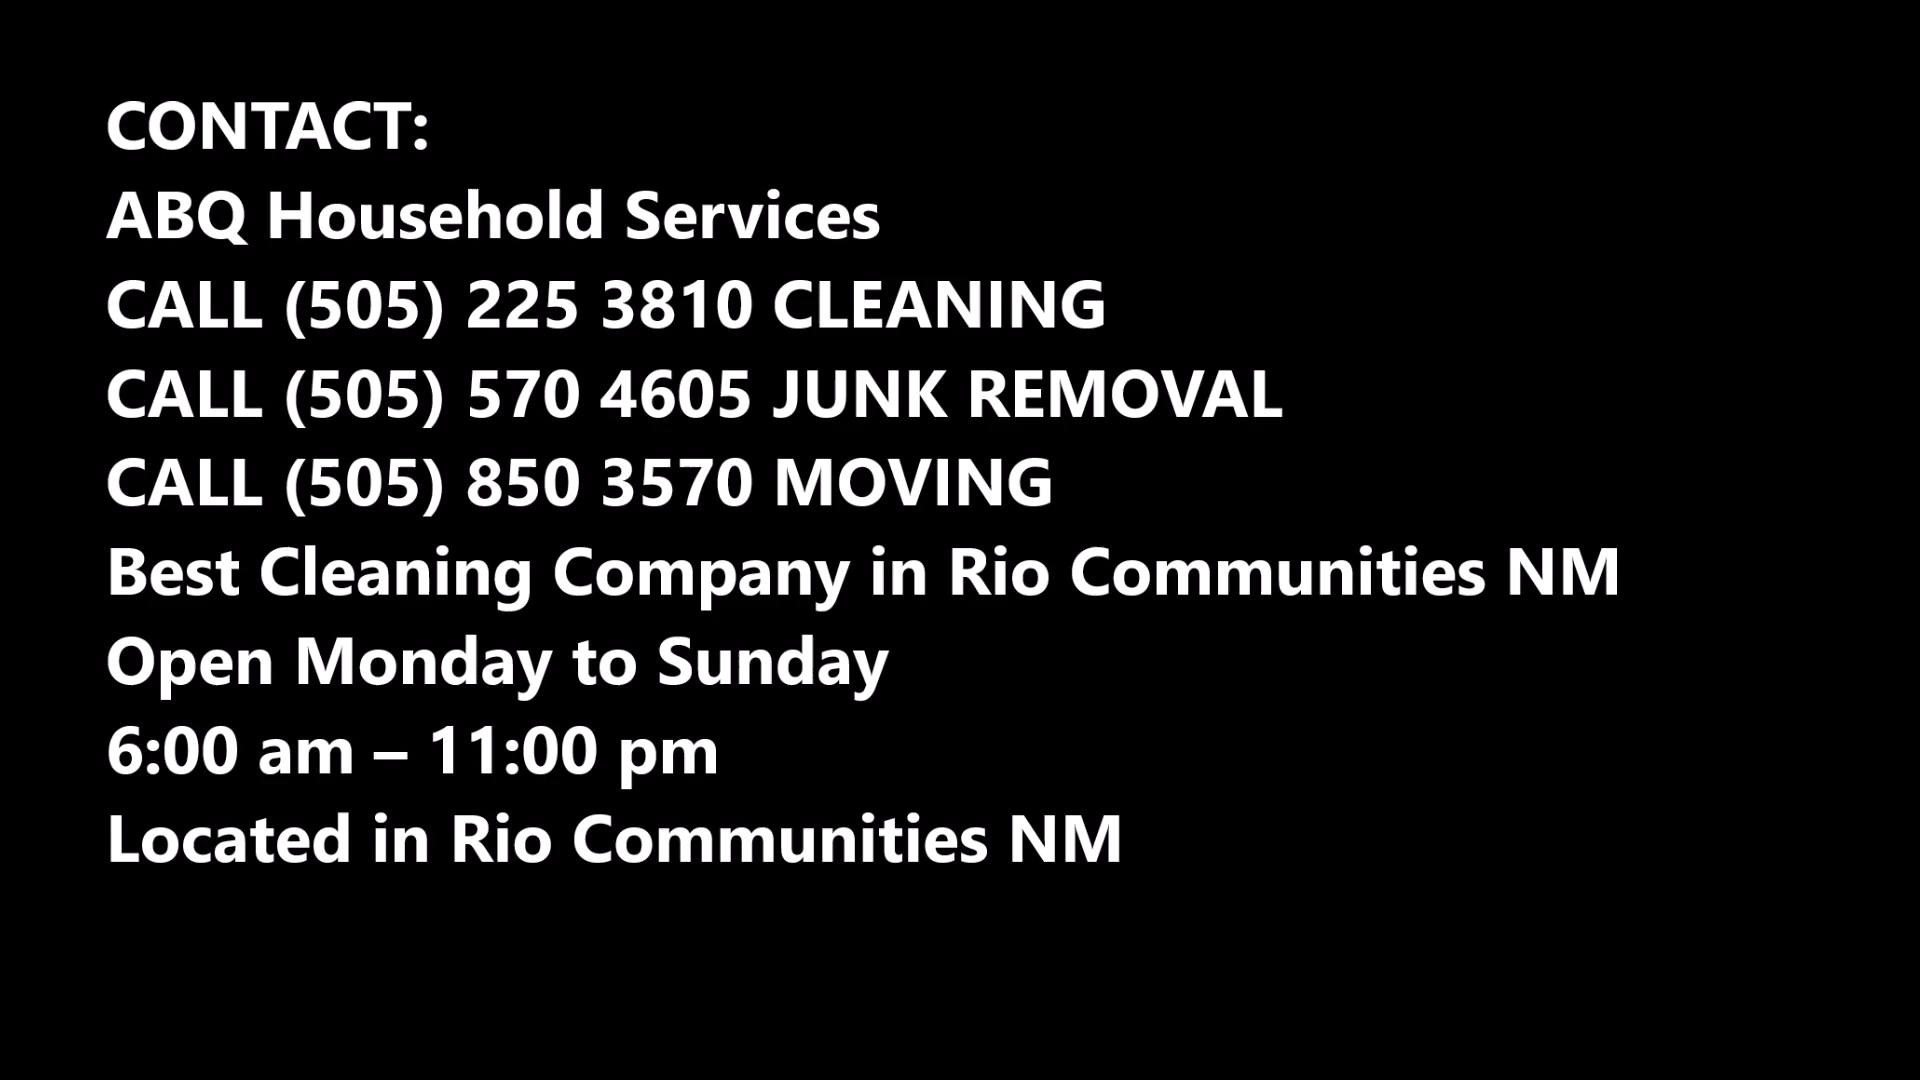 CONTACT:
ABQ Household Services
CALL (505) 225 3810 CLEANING
CALL (505) 570 4605 JUNK REMOVAL
CALL (505) 850 3570 MOVING
Best Cleaning Company in Rio Communities NM
Open Monday to Sunday
6:00 am – 11:00 pm
Located in Rio Communities NM